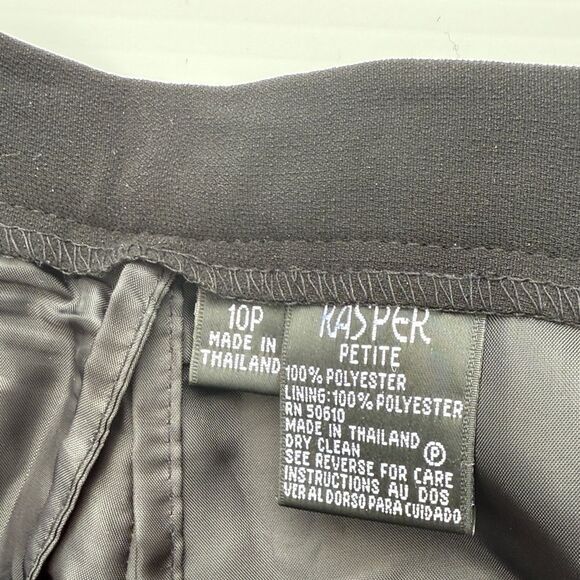 10P
MADE IN
THAILAND
KASPER
PETITE
100% POLYESTER
LINING: 100% POLYESTER
RN 50610
MADE IN THAILAND
DRY CLEAN
P
SEE REVERSE FOR CARE
INSTRUCTIONS AU DOS
VER AL DORSO PARA CUIDADO